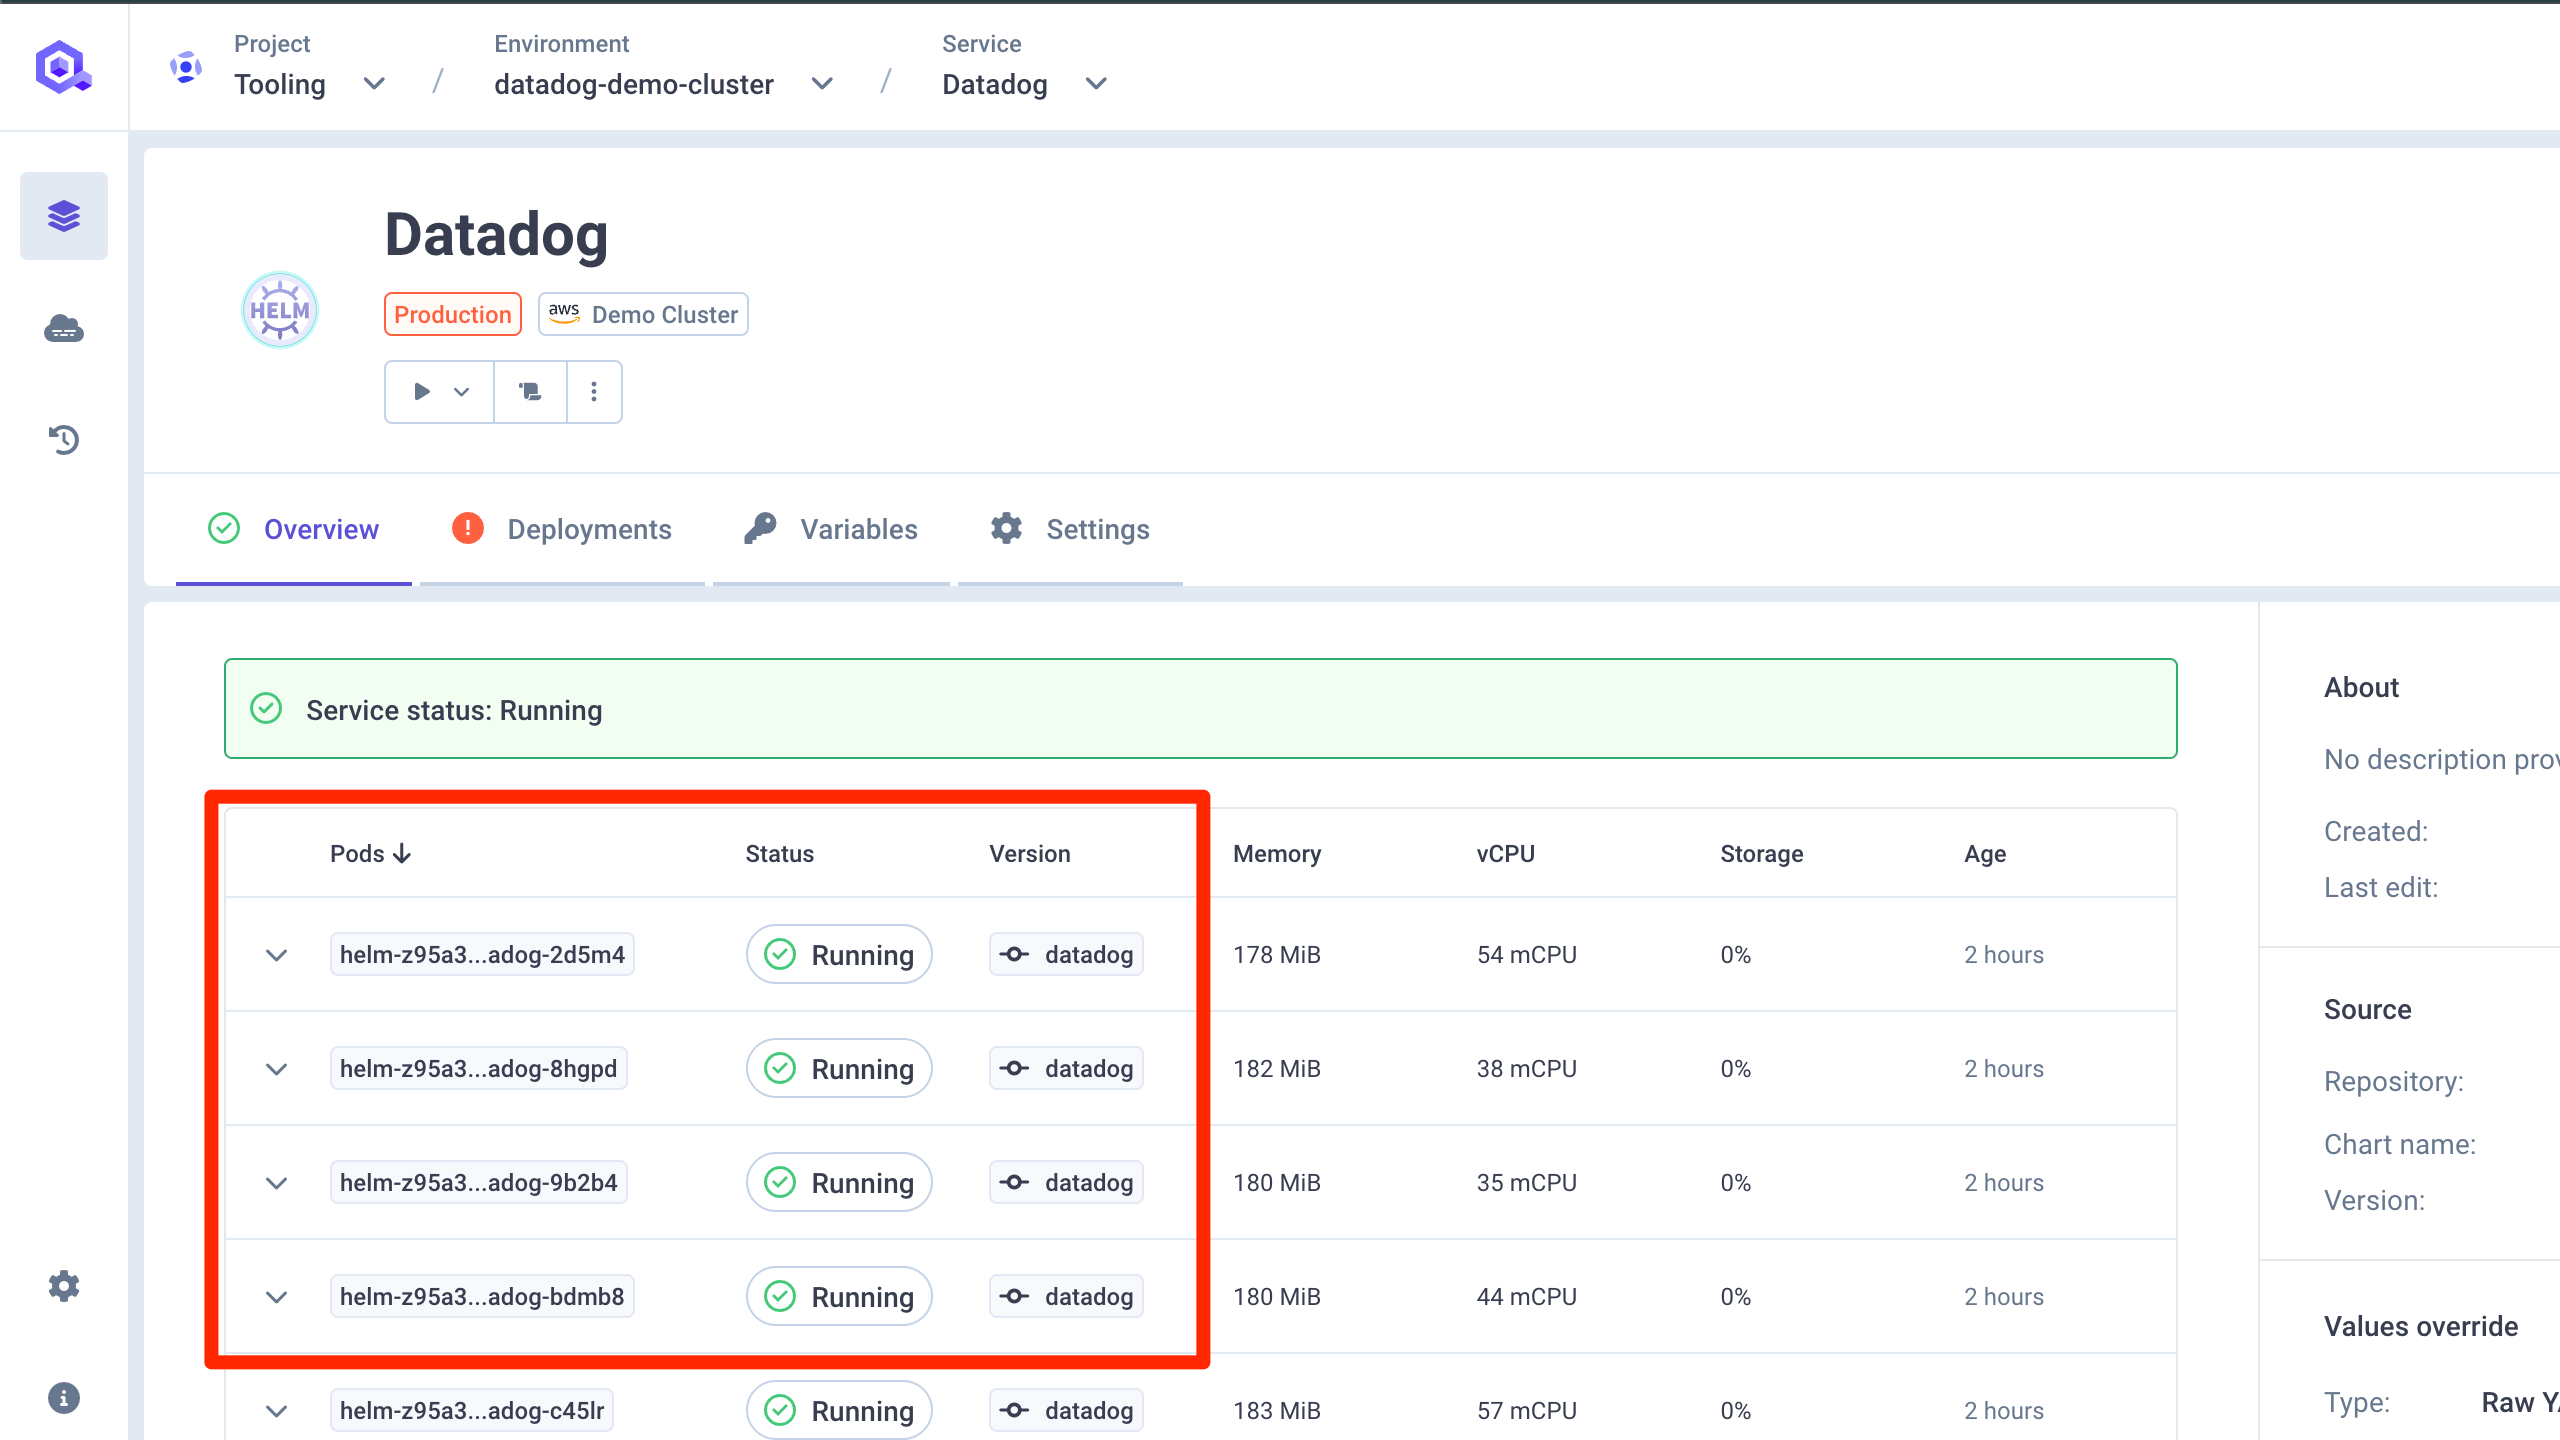 Project
Tooling
/
Environment
datadog-demo-cluster
/
Service
Datadog
Datadog
HELM
Production
aws Demo Cluster
Overview
Deployments
Variables
Settings
Service status: Running
Pods Status Version Memory vCPU Storage Age
helm-z95a3...adog-2d5m4 Running datadog 178 MiB 54 mCPU 0% 2 hours
helm-z95a3...adog-8hgpd Running datadog 182 MiB 38 mCPU 0% 2 hours
helm-z95a3...adog-9b2b4 Running datadog 180 MiB 35 mCPU 0% 2 hours
helm-z95a3...adog-bdmb8 Running datadog 180 MiB 44 mCPU 0% 2 hours
helm-z95a3...adog-c45lr Running datadog 183 MiB 57 mCPU 0% 2 hours
About
No description prov
Created:
Last edit:
Source
Repository:
Chart name:
Version:
Values override
Type: Raw Y